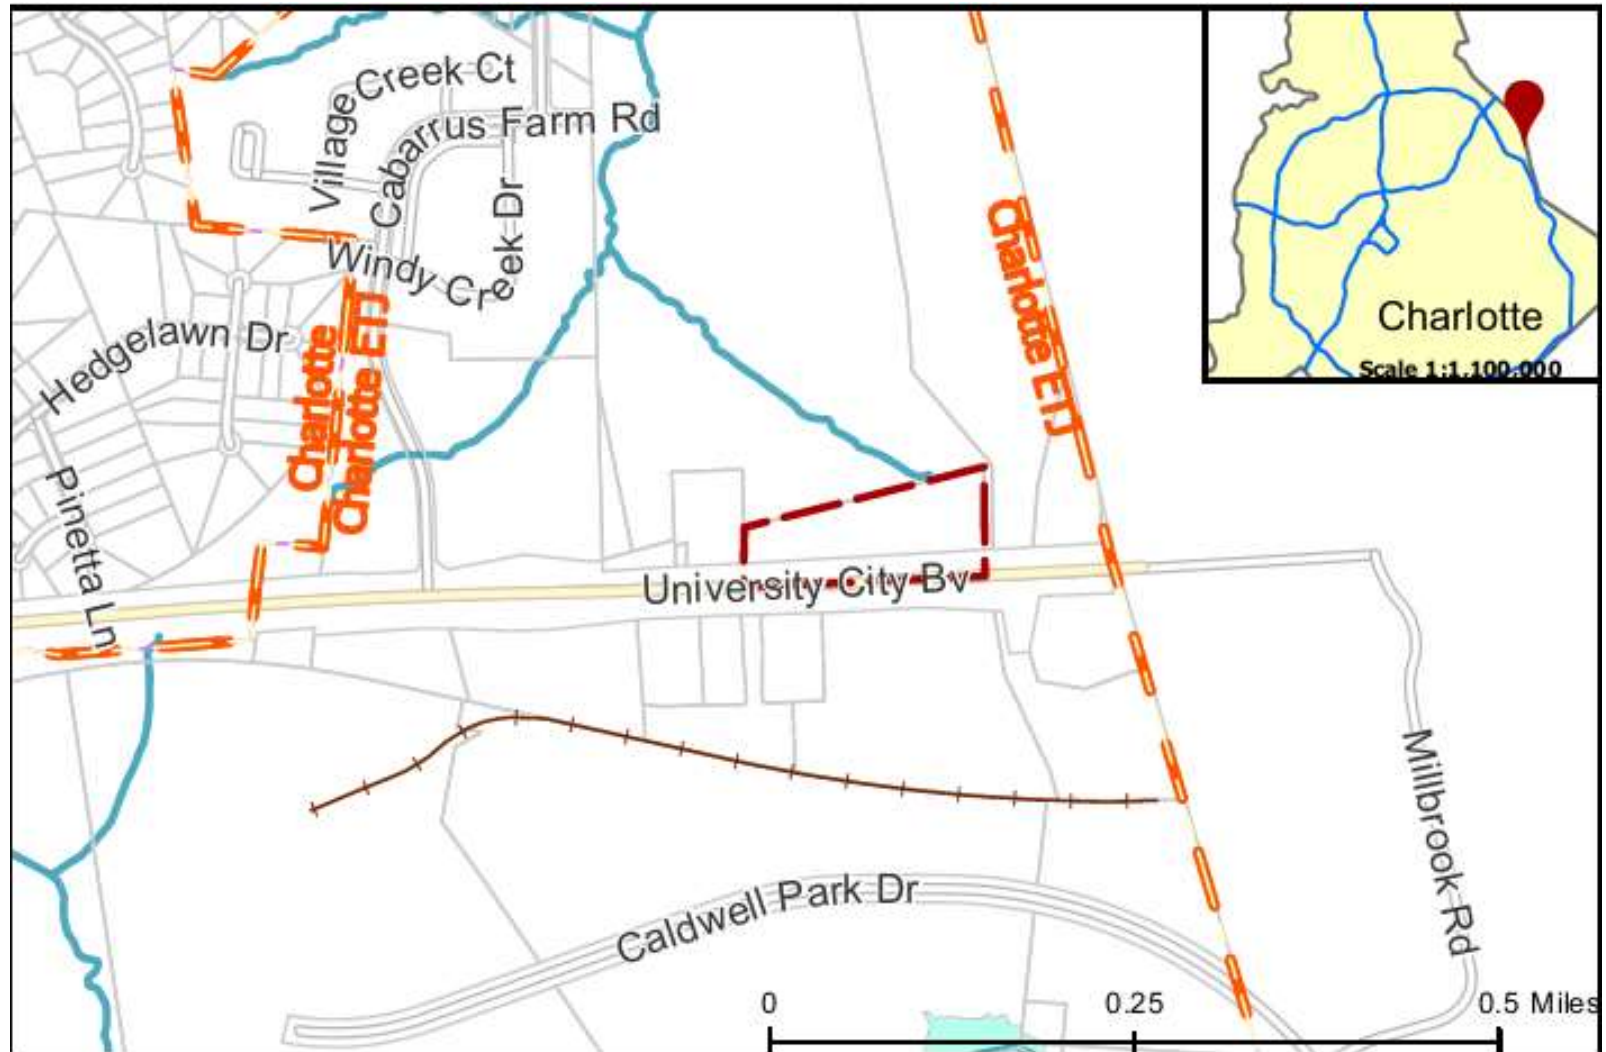 Creek Ct
Village
Cabarrus Farm Rd
Windy Creek Dr
Charlotte
Scale 1:1,100,000
Hedgelawn Dr
Charlotte
Charlotte ETJ
Charlotte ETJ
Pinetta Ln
University City Bv
Millbrook Rd
Caldwell Park Dr
0
0.25
0.5 Miles